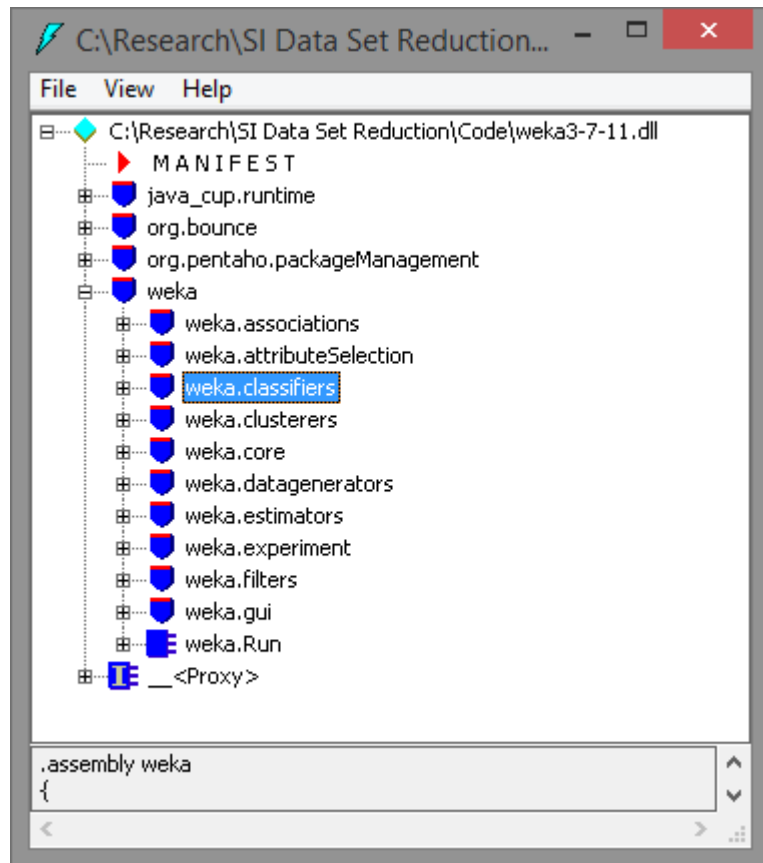 C:\Research\SI Data Set Reduction...
File View Help
C:\Research\SI Data Set Reduction\Code\weka3-7-11.dll
M A N I F E S T
java_cup.runtime
org.bounce
org.pentaho.packageManagement
weka
weka.associations
weka.attributeSelection
weka.classifiers
weka.clusterers
weka.core
weka.datagenerators
weka.estimators
weka.experiment
weka.filters
weka.gui
weka.Run
__<Proxy>
.assembly weka
{